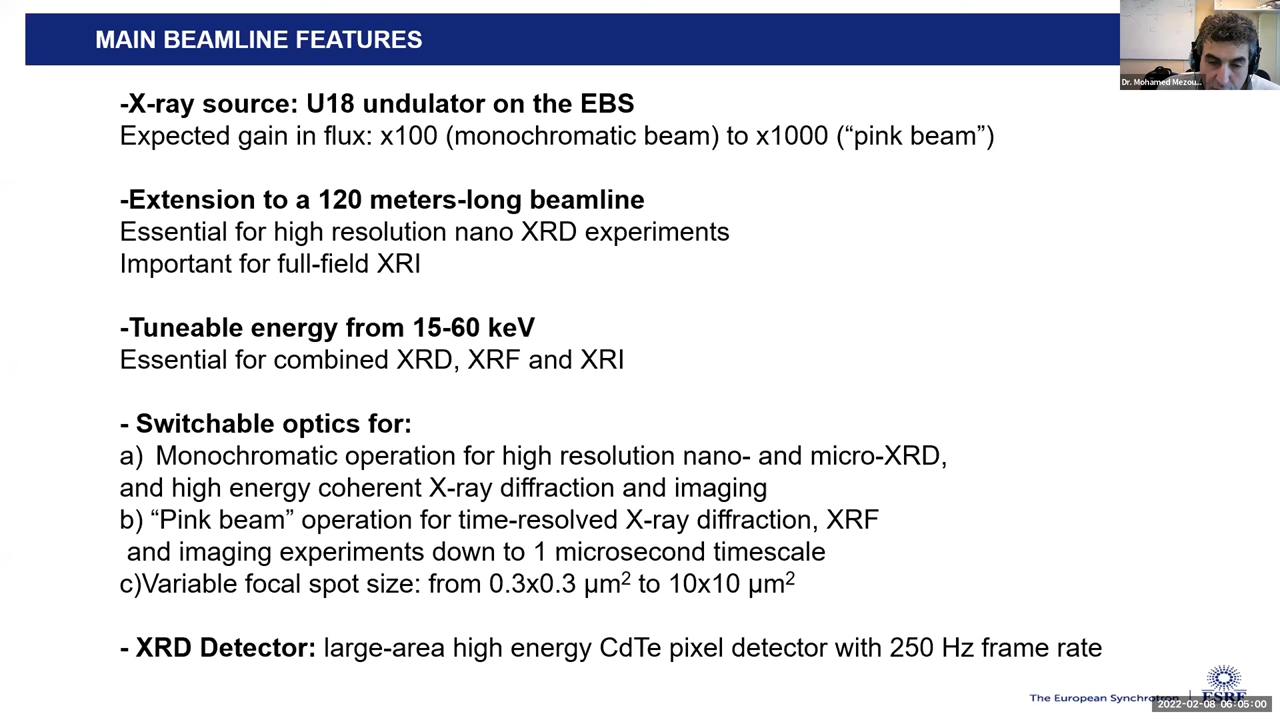 MAIN BEAMLINE FEATURES
Dr. Mohamed Mezou...
-X-ray source: U18 undulator on the EBS
Expected gain in flux: x100 (monochromatic beam) to x1000 (“pink beam”)
-Extension to a 120 meters-long beamline
Essential for high resolution nano XRD experiments
Important for full-field XRI
-Tuneable energy from 15-60 keV
Essential for combined XRD, XRF and XRI
- Switchable optics for:
a) Monochromatic operation for high resolution nano- and micro-XRD,
and high energy coherent X-ray diffraction and imaging
b) “Pink beam” operation for time-resolved X-ray diffraction, XRF
and imaging experiments down to 1 microsecond timescale
c)Variable focal spot size: from 0.3x0.3 µm² to 10x10 µm²
- XRD Detector: large-area high energy CdTe pixel detector with 250 Hz frame rate
The European Synchrotron | ESRF
2022-02-08 06:05:00